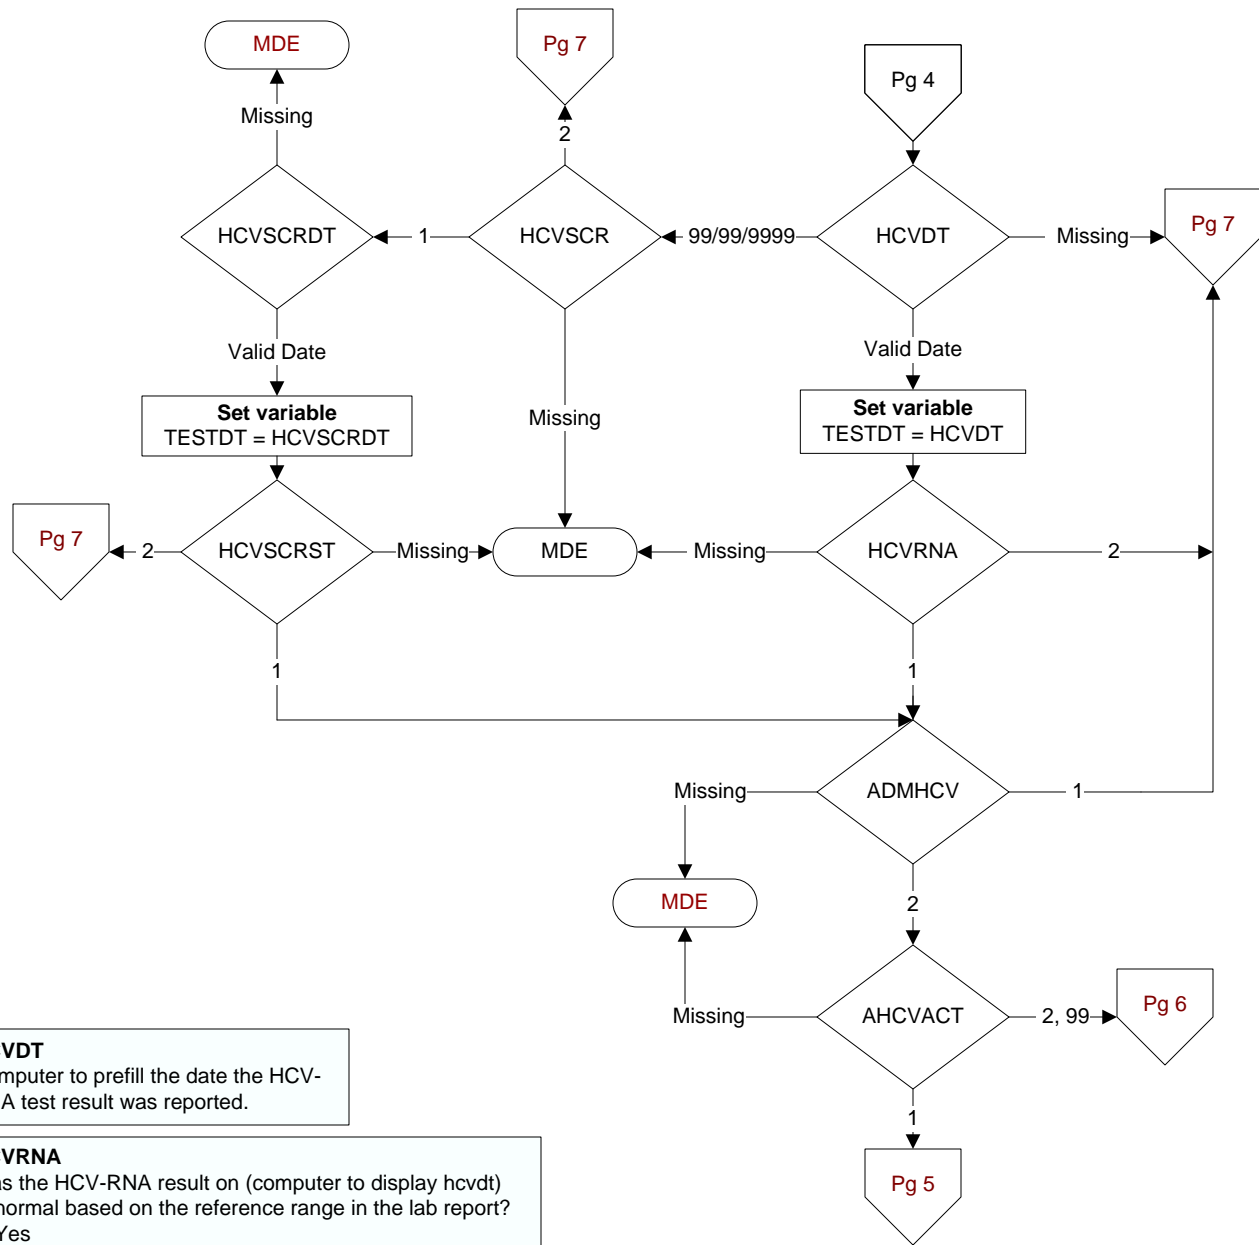 MDE
Pg 7
Pg 4
Missing
2
HCVSCRDT
1
HCVSCR
99/99/9999
HCVDT
Missing
Pg 7
Valid Date
Valid Date
Set variable
TESTDT = HCVSCRDT
Missing
Set variable
TESTDT = HCVDT
Pg 7
2
HCVSCRST
Missing
MDE
Missing
HCVRNA
2
1
1
Missing
ADMHCV
1
MDE
2
Missing
AHCVACT
2, 99
Pg 6
1
Pg 5
VDT
mputer to prefill the date the HCV-
A test result was reported.
VRNA
as the HCV-RNA result on (computer to display hcvdt)
normal based on the reference range in the lab report?
Yes